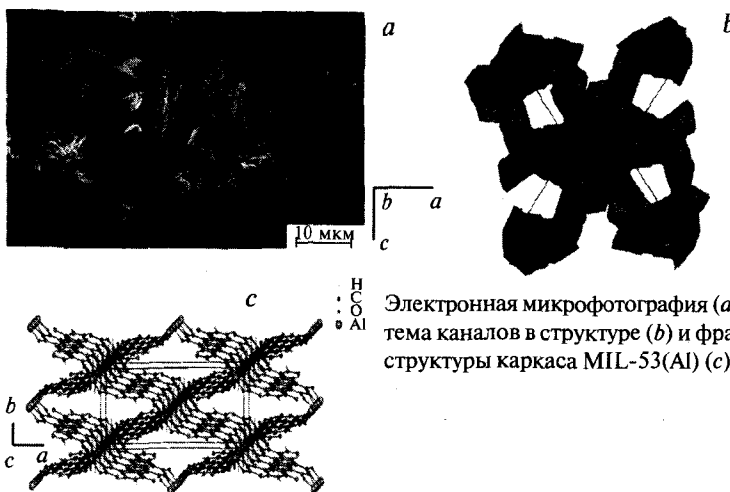 a
b
b a
c
10 мкм
c
H
C
O
Al
b
c a
Электронная микрофотография (a
тема каналов в структуре (b) и фра
структуры каркаса MIL-53(Al) (c)